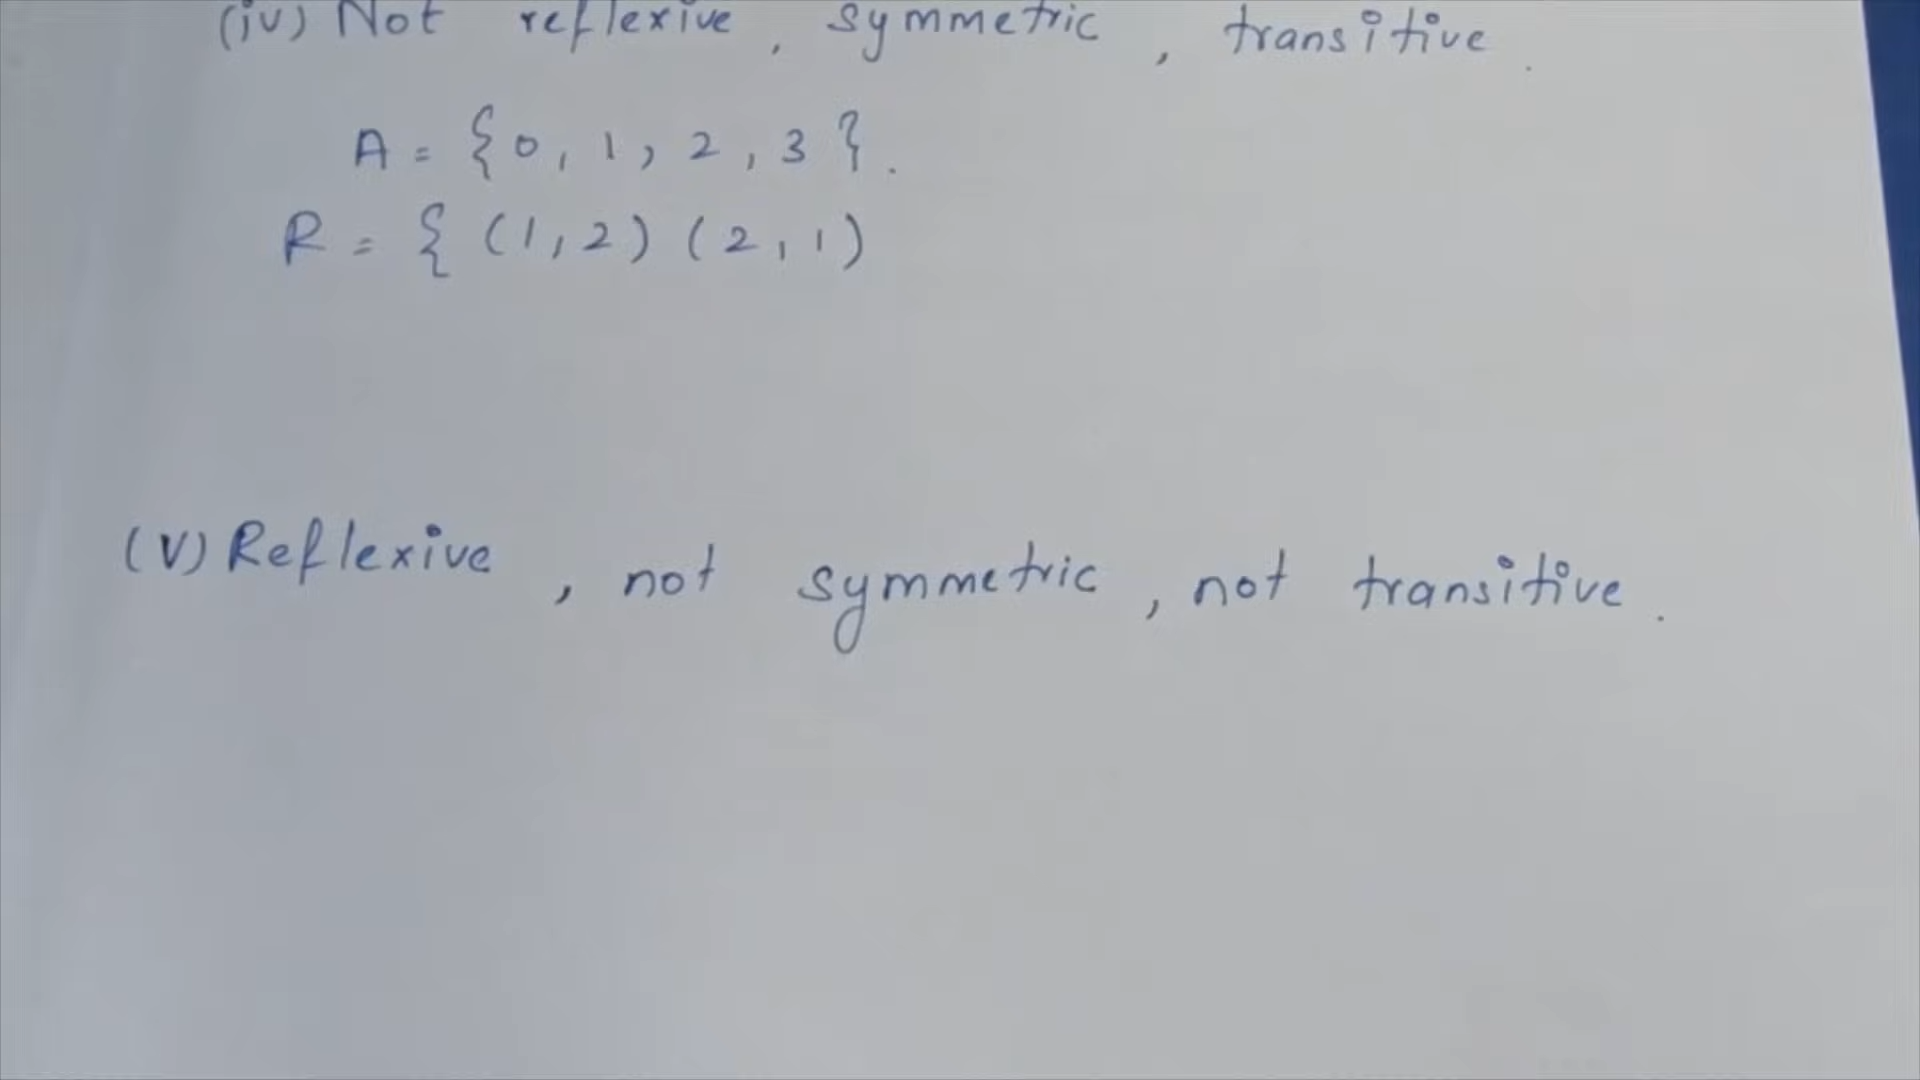 (iv) Not reflexive, symmetric, transitive.
A = {0, 1, 2, 3}.
R = { (1,2) (2,1)
(V) Reflexive, not symmetric, not transitive.